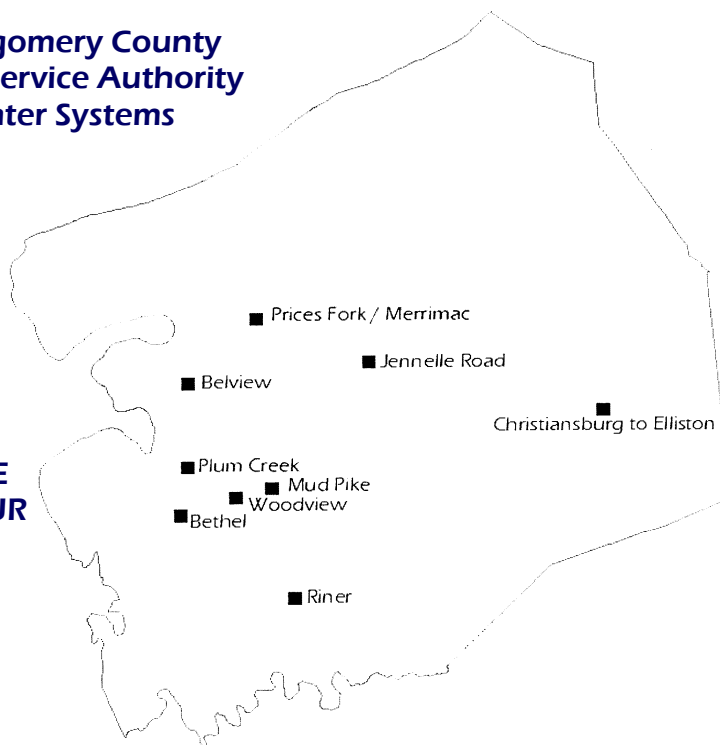 gomery County
ervice Authority
ater Systems
Prices Fork / Merrimac
Jennelle Road
Belview
Christiansburg to Elliston
Plum Creek
Mud Pike
Woodview
Bethel
E
UR
Riner